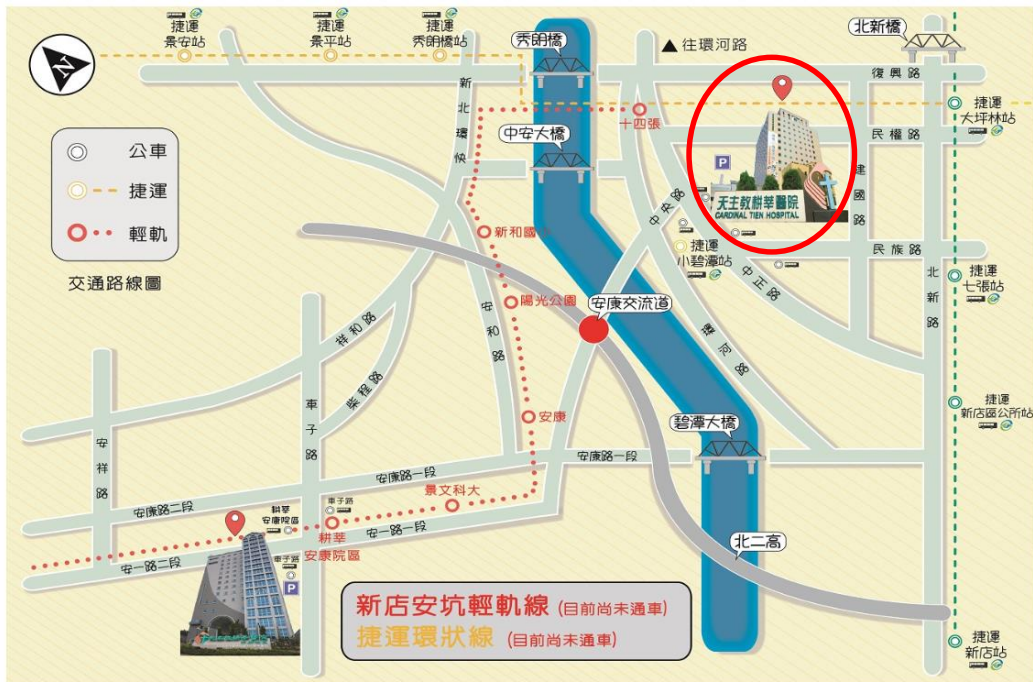 捷運
景安站
捷運
景平站
捷運
秀朗橋站
秀朗橋
▲往環河路
北新橋
復興路
N
新北環快
十四張
捷運
大坪林站
公車
捷運
輕軌
交通路線圖
中安大橋
民權路
P
建國路
天主教耕莘醫院
CARDINAL TIEN HOSPITAL
中央路
新和國小
捷運
小碧潭站
民族路
中正路
北新路
捷運
七張站
陽光公園
安和路
安康交流道
環河路
祥和路
柴程路
車子路
安祥路
安康
捷運
新店區公所站
碧潭大橋
安康路一段
安康路一段
景文科大
安康路二段
車子路
耕莘
安康院區
耕莘
安康院區
安一路一段
安一路二段
車子路
P
北二高
新店安坑輕軌線 (目前尚未通車)
捷運環狀線 (目前尚未通車)
捷運
新店站